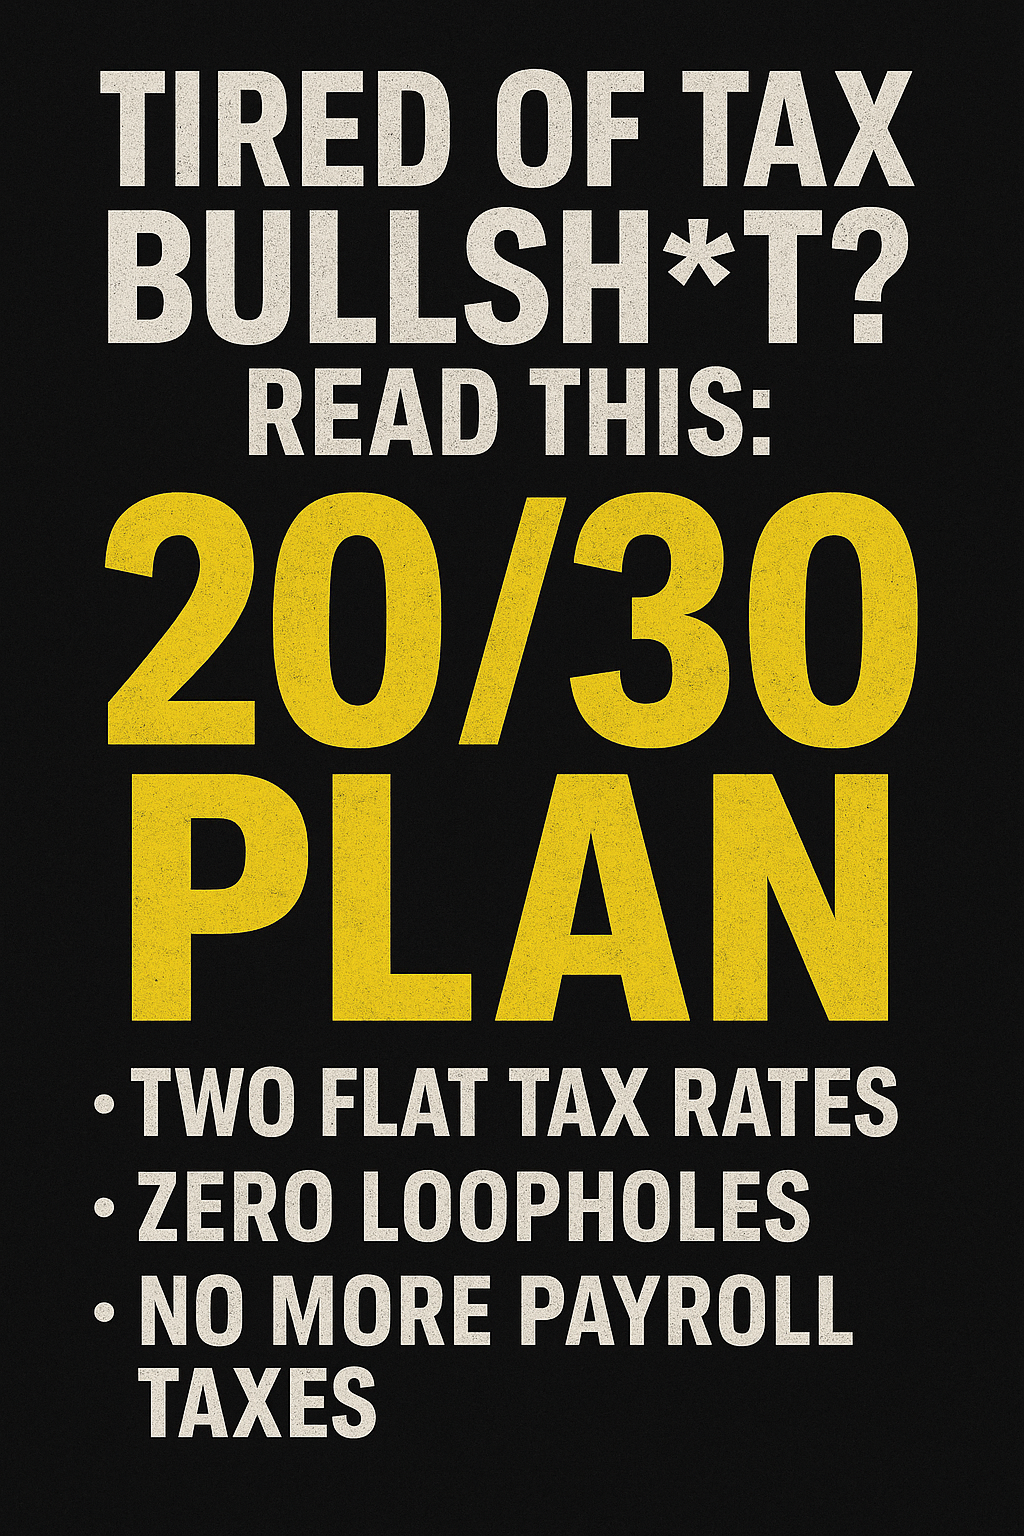 TIRED OF TAX
BULLSH*T?
READ THIS:
20/30
PLAN
• TWO FLAT TAX RATES
• ZERO LOOPHOLES
• NO MORE PAYROLL
TAXES